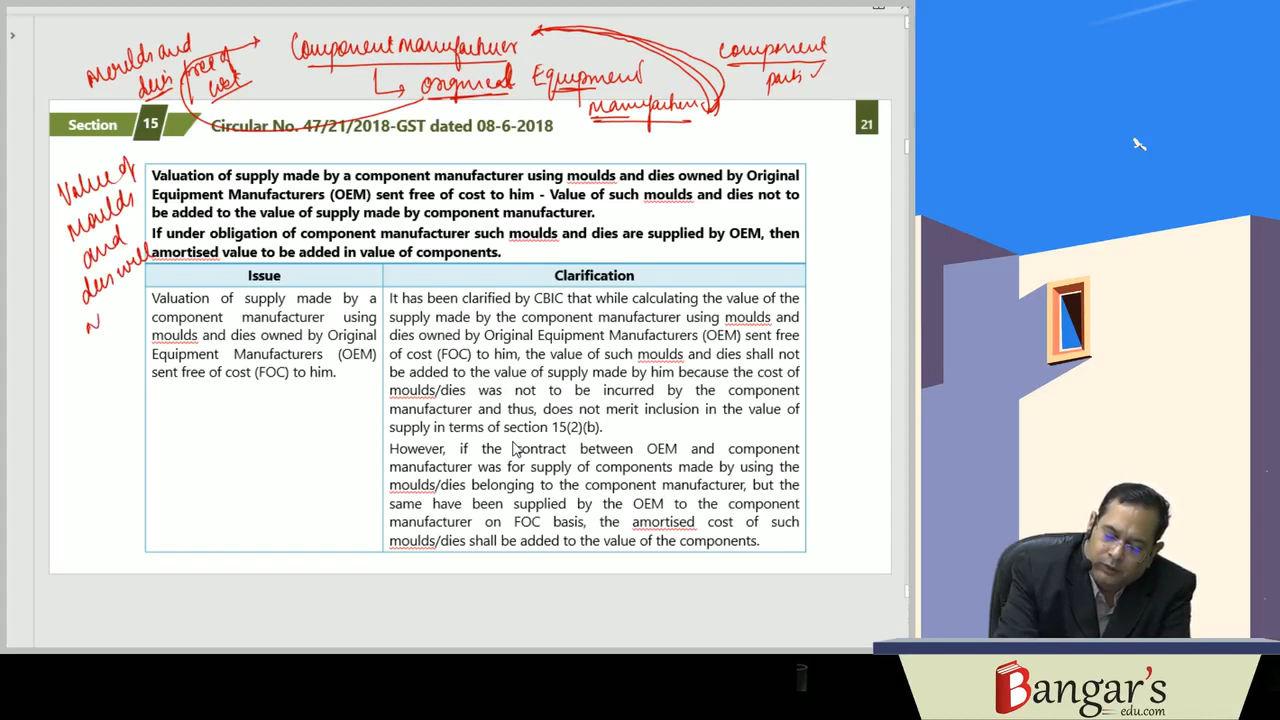 Moulds and
dies free of
cost
Component manufacturer
Original Equipment
Manufacturer
Component
parts
Section 15 Circular No. 47/21/2018-GST dated 08-6-2018 21
Value of
Moulds
and
dies will
n
Valuation of supply made by a component manufacturer using moulds and dies owned by Original
Equipment Manufacturers (OEM) sent free of cost to him - Value of such moulds and dies not to
be added to the value of supply made by component manufacturer.
If under obligation of component manufacturer such moulds and dies are supplied by OEM, then
amortised value to be added in value of components.
Issue
Clarification
Valuation of supply made by a
component manufacturer using
moulds and dies owned by Original
Equipment Manufacturers (OEM)
sent free of cost (FOC) to him.
It has been clarified by CBIC that while calculating the value of the
supply made by the component manufacturer using moulds and
dies owned by Original Equipment Manufacturers (OEM) sent free
of cost (FOC) to him, the value of such moulds and dies shall not
be added to the value of supply made by him because the cost of
moulds/dies was not to be incurred by the component
manufacturer and thus, does not merit inclusion in the value of
supply in terms of section 15(2)(b).
However, if the contract between OEM and component
manufacturer was for supply of components made by using the
moulds/dies belonging to the component manufacturer, but the
same have been supplied by the OEM to the component
manufacturer on FOC basis, the amortised cost of such
moulds/dies shall be added to the value of the components.
Bangar's
edu.com